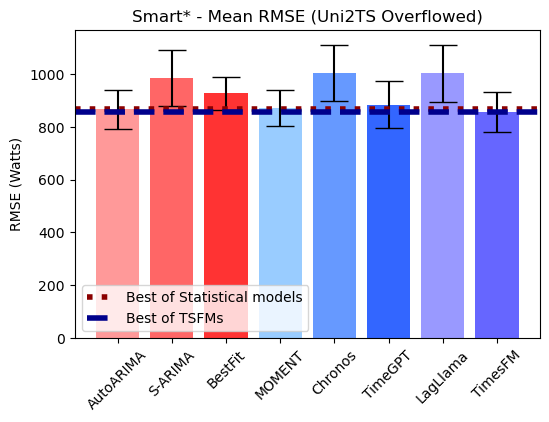 Smart* - Mean RMSE (Uni2TS Overflowed)
RMSE (Watts)
1000
800
600
400
200
0
Best of Statistical models
Best of TSFMs
AutoARIMA
S-ARIMA
BestFit
MOMENT
Chronos
TimeGPT
LagLlama
TimesFM